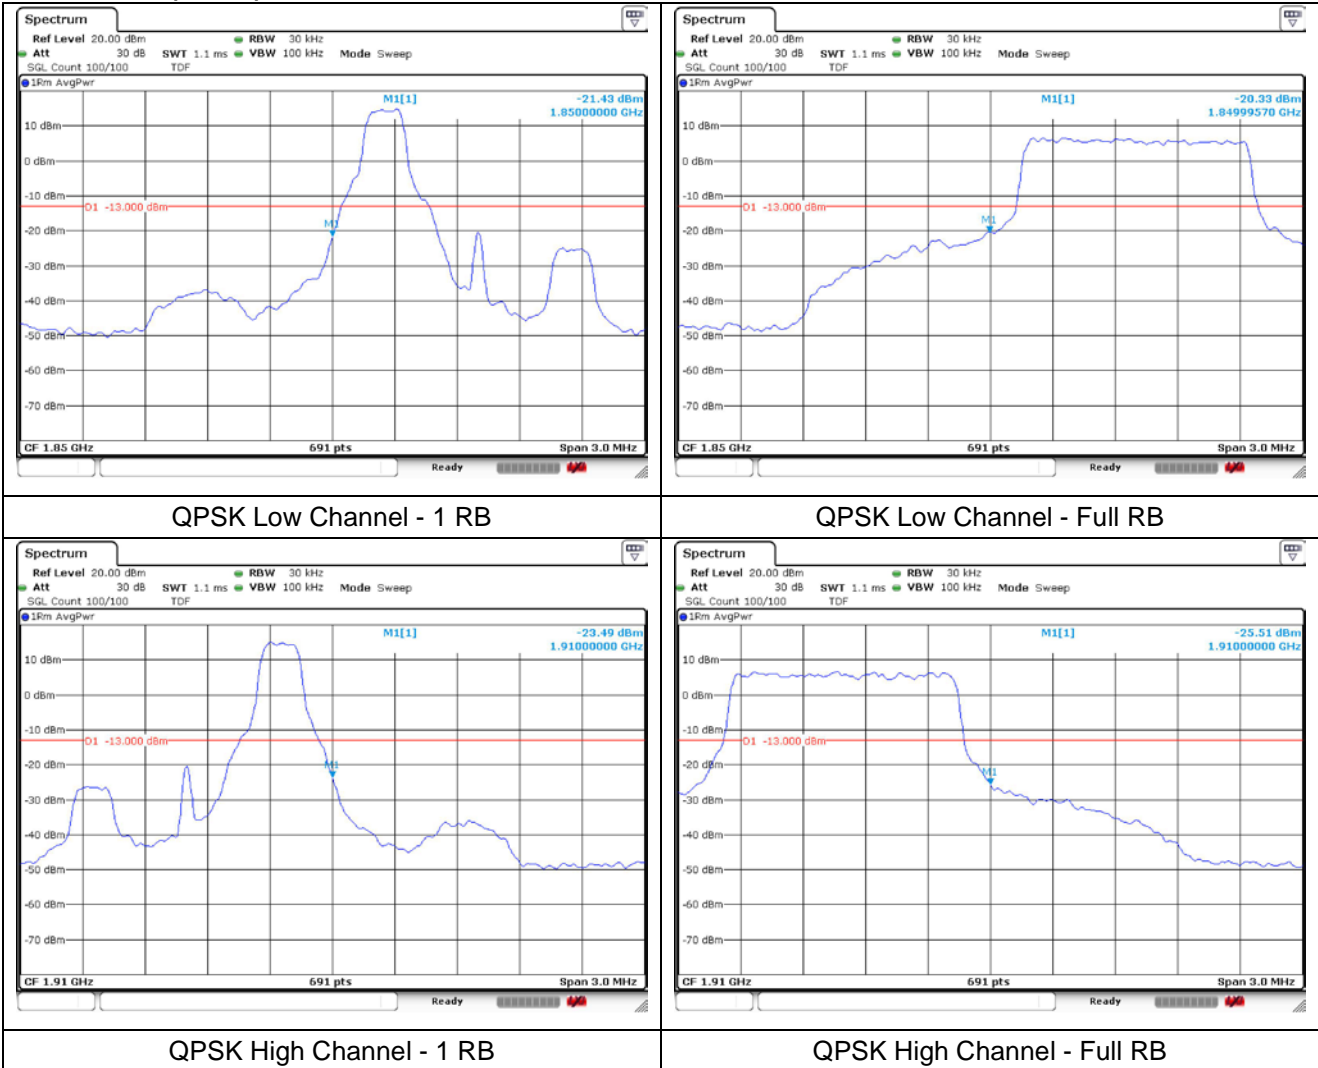 Spectrum
Ref Level 20.00 dBm RBW 30 kHz
Att 30 dB SWT 1.1 ms VBW 100 kHz Mode Sweep
SGL Count 100/100 TDF
1Rm AvgPwr
M1[1] -21.43 dBm
1.85000000 GHz
10 dBm
0 dBm
-10 dBm
D1 -13.000 dBm
M1
-20 dBm
-30 dBm
-40 dBm
-50 dBm
-60 dBm
-70 dBm
CF 1.85 GHz 691 pts Span 3.0 MHz
Ready
Spectrum
Ref Level 20.00 dBm RBW 30 kHz
Att 30 dB SWT 1.1 ms VBW 100 kHz Mode Sweep
SGL Count 100/100 TDF
1Rm AvgPwr
M1[1] -20.33 dBm
1.84999570 GHz
10 dBm
0 dBm
-10 dBm
D1 -13.000 dBm
M1
-20 dBm
-30 dBm
-40 dBm
-50 dBm
-60 dBm
-70 dBm
CF 1.85 GHz 691 pts Span 3.0 MHz
Ready
QPSK Low Channel - 1 RB
QPSK Low Channel - Full RB
Spectrum
Ref Level 20.00 dBm RBW 30 kHz
Att 30 dB SWT 1.1 ms VBW 100 kHz Mode Sweep
SGL Count 100/100 TDF
1Rm AvgPwr
M1[1] -23.49 dBm
1.91000000 GHz
10 dBm
0 dBm
-10 dBm
D1 -13.000 dBm
-20 dBm
M1
-30 dBm
-40 dBm
-50 dBm
-60 dBm
-70 dBm
CF 1.91 GHz 691 pts Span 3.0 MHz
Ready
Spectrum
Ref Level 20.00 dBm RBW 30 kHz
Att 30 dB SWT 1.1 ms VBW 100 kHz Mode Sweep
SGL Count 100/100 TDF
1Rm AvgPwr
M1[1] -25.51 dBm
1.91000000 GHz
10 dBm
0 dBm
-10 dBm
D1 -13.000 dBm
-20 dBm
M1
-30 dBm
-40 dBm
-50 dBm
-60 dBm
-70 dBm
CF 1.91 GHz 691 pts Span 3.0 MHz
Ready
QPSK High Channel - 1 RB
QPSK High Channel - Full RB